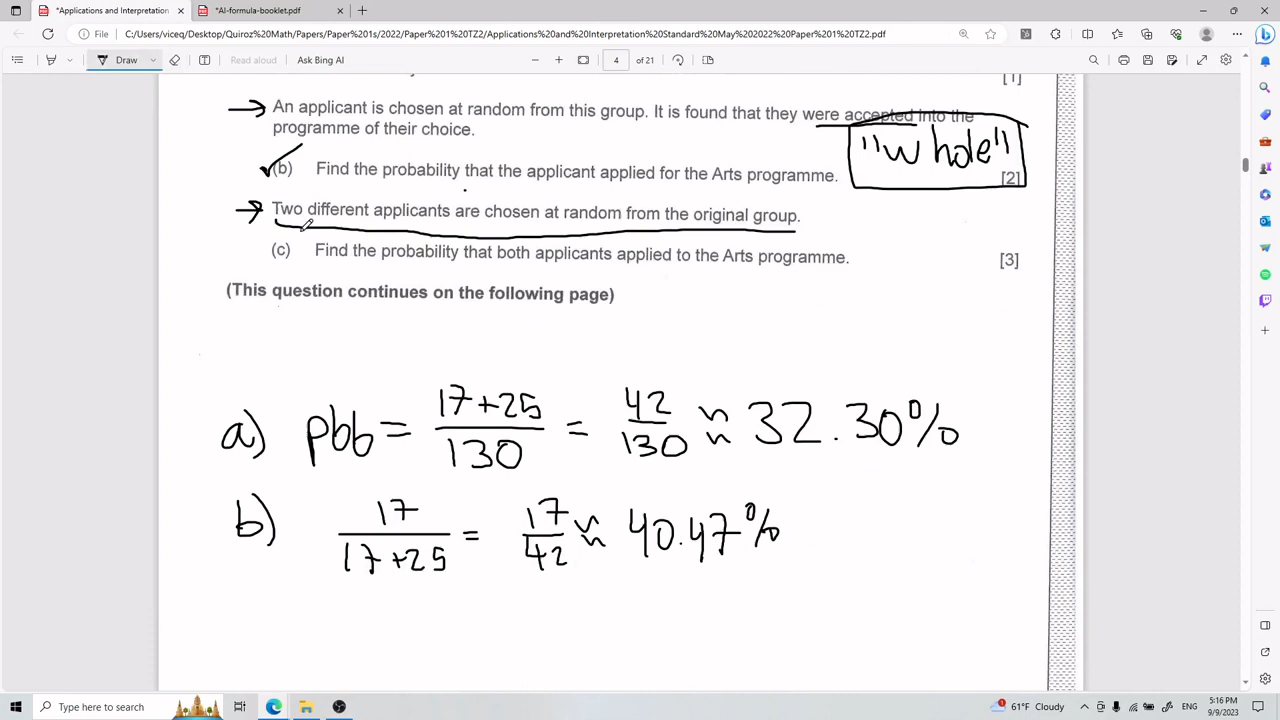 *Applications and Interpretation
*AI-formula-booklet.pdf
C:/Users/viceq/Desktop/Quiroz%20Math/Papers/Paper%201s/2022/Paper%201%20TZ2/Applications%20and%20Interpretation%20Standard%20May%202022%20Paper%201%20TZ2.pdf
Draw
Read aloud
Ask Bing AI
4
of 21
[1]
An applicant is chosen at random from this group. It is found that they were accepted into the
programme of their choice.
"Whole"
(b) Find the probability that the applicant applied for the Arts programme. [2]
Two different applicants are chosen at random from the original group.
(c) Find the probability that both applicants applied to the Arts programme. [3]
(This question continues on the following page)
a) pbb = 17+25/130 = 42/130 ≈ 32.30%
b) 17/17+25 = 17/42 ≈ 40.47%
Type here to search
61°F Cloudy
5:16 PM
9/9/2023